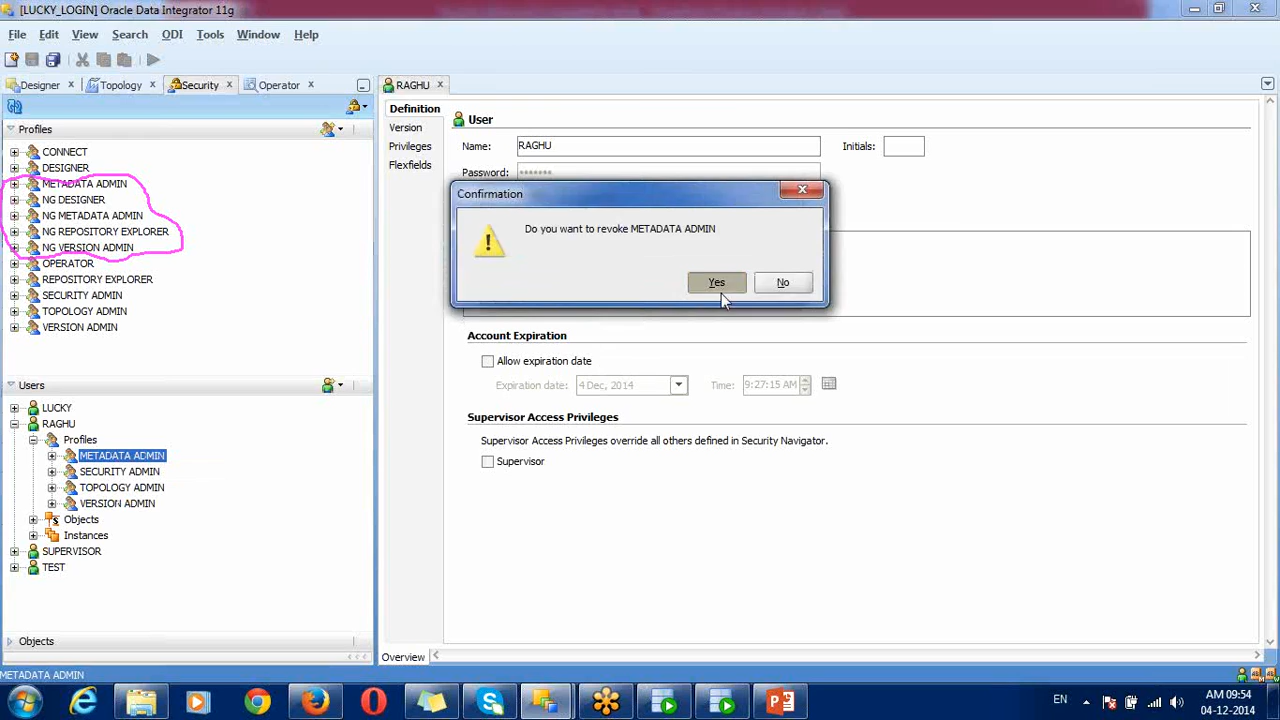 [LUCKY_LOGIN] Oracle Data Integrator 11g
File Edit View Search ODI Tools Window Help
Designer Topology Security Operator
RAGHU
Profiles
CONNECT
DESIGNER
METADATA ADMIN
NG DESIGNER
NG METADATA ADMIN
NG REPOSITORY EXPLORER
NG VERSION ADMIN
OPERATOR
REPOSITORY EXPLORER
SECURITY ADMIN
TOPOLOGY ADMIN
VERSION ADMIN
Users
LUCKY
RAGHU
Profiles
METADATA ADMIN
SECURITY ADMIN
TOPOLOGY ADMIN
VERSION ADMIN
Objects
Instances
SUPERVISOR
TEST
Objects
METADATA ADMIN
Definition
Version
Privileges
Flexfields
User
Name: RAGHU Initials:
Password: •••••••
Confirmation
Do you want to revoke METADATA ADMIN
Yes No
Account Expiration
Allow expiration date
Expiration date: 4 Dec, 2014 Time: 9:27:15 AM
Supervisor Access Privileges
Supervisor Access Privileges override all others defined in Security Navigator.
Supervisor
Overview
EN
AM 09:54
04-12-2014